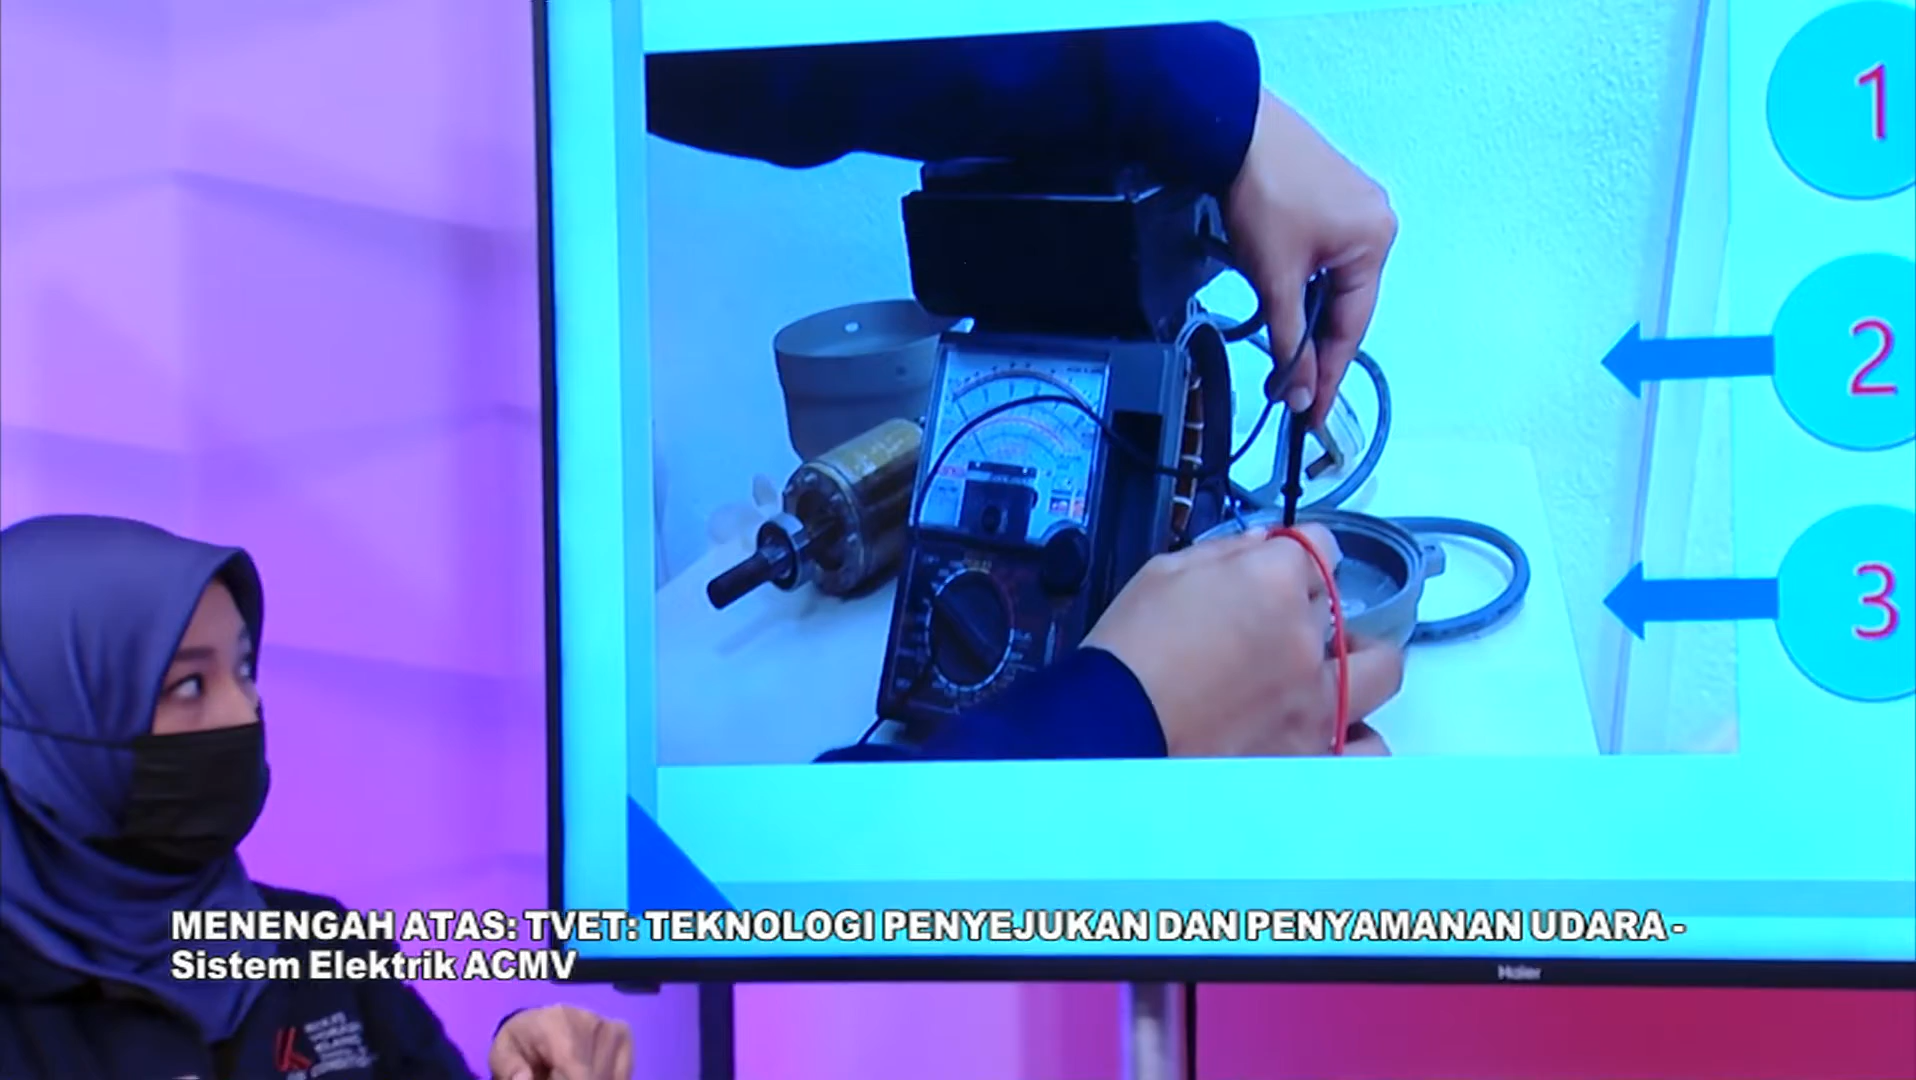 1
2
3
MENENGAH ATAS: TVET: TEKNOLOGI PENYEJUKAN DAN PENYAMANAN UDARA -
Sistem Elektrik ACMV
Haier